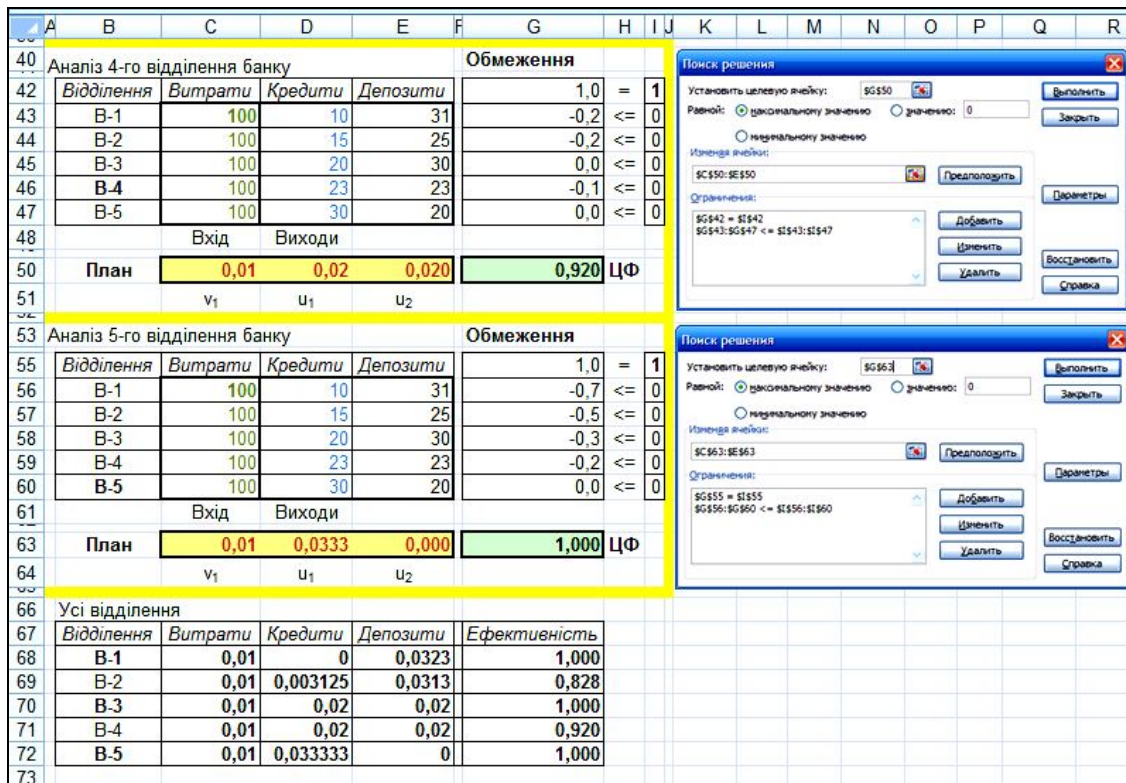 A B C D E F G H I J K L M N O P Q R
40 Аналіз 4-го відділення банку Обмеження
42 Відділення Витрати Кредити Депозити 1,0 = 1
43 В-1 100 10 31 -0,2 <= 0
44 В-2 100 15 25 -0,2 <= 0
45 В-3 100 20 30 0,0 <= 0
46 В-4 100 23 23 -0,1 <= 0
47 В-5 100 30 20 0,0 <= 0
48 Вхід Виходи
50 План 0,01 0,02 0,020 0,920 ЦФ
51 v1 u1 u2
Поиск решения
Установить целевую ячейку: $G$50 Выполнить
Равной: максимальному значению значению: 0 Закрыть
минимальному значению
Изменяя ячейки:
$C$50:$E$50 Предположить
Параметры
Ограничения:
$G$42 = $I$42 Добавить
$G$43:$G$47 <= $I$43:$I$47
Изменить
Восстановить
Удалить
Справка
53 Аналіз 5-го відділення банку Обмеження
55 Відділення Витрати Кредити Депозити 1,0 = 1
56 В-1 100 10 31 -0,7 <= 0
57 В-2 100 15 25 -0,5 <= 0
58 В-3 100 20 30 -0,3 <= 0
59 В-4 100 23 23 -0,2 <= 0
60 В-5 100 30 20 0,0 <= 0
61 Вхід Виходи
63 План 0,01 0,0333 0,000 1,000 ЦФ
64 v1 u1 u2
Поиск решения
Установить целевую ячейку: $G$63 Выполнить
Равной: максимальному значению значению: 0 Закрыть
минимальному значению
Изменяя ячейки:
$C$63:$E$63 Предположить
Параметры
Ограничения:
$G$55 = $I$55 Добавить
$G$56:$G$60 <= $I$56:$I$60
Изменить
Восстановить
Удалить
Справка
66 Усі відділення
67 Відділення Витрати Кредити Депозити Ефективність
68 В-1 0,01 0 0,0323 1,000
69 В-2 0,01 0,003125 0,0313 0,828
70 В-3 0,01 0,02 0,02 1,000
71 В-4 0,01 0,02 0,02 0,920
72 В-5 0,01 0,033333 0 1,000
73